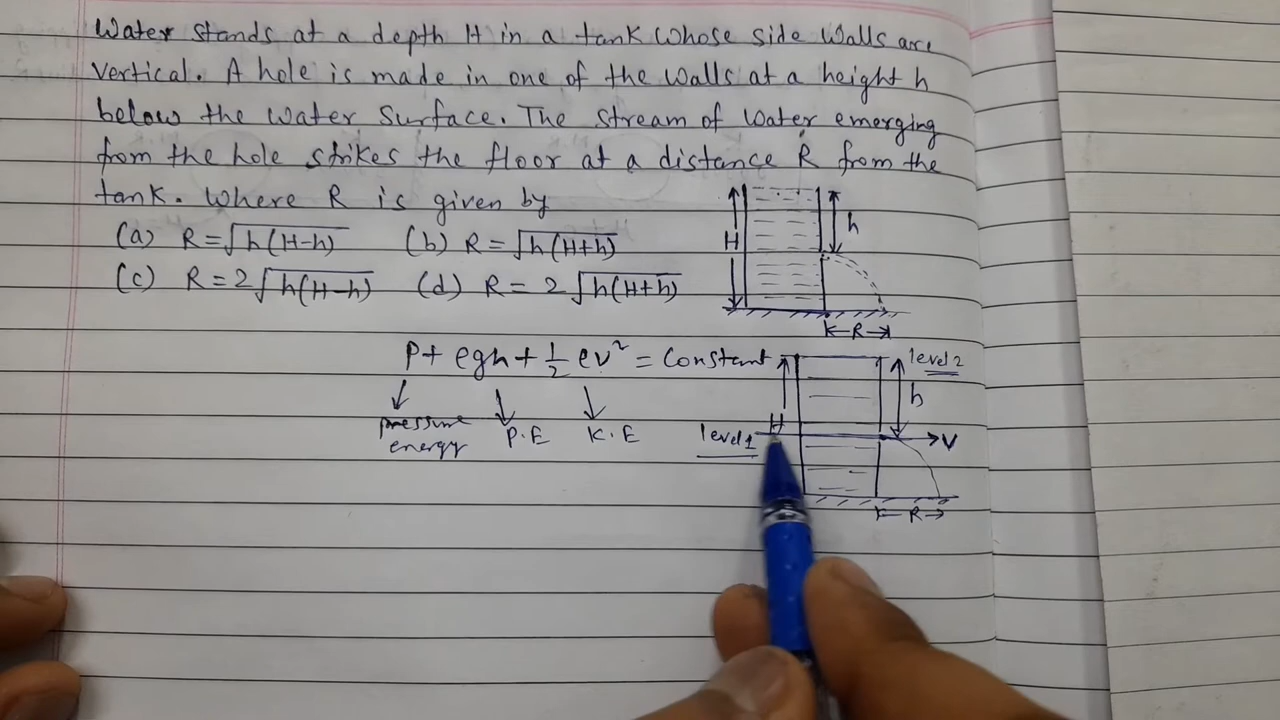 Water stands at a depth H in a tank whose side walls are
vertical. A hole is made in one of the walls at a height h
below the water surface. The stream of water emerging
from the hole strikes the floor at a distance R from the
tank. Where R is given by
(a) R=√h(H-h) (b) R=√h(H+h)
(c) R=2√h(H-h) (d) R=2√h(H+h)
H
h
R
P+ ρgh + 1/2 ρv² = Constant
pressure energy
P.E
K.E
level 2
h
H
level 1
V
R